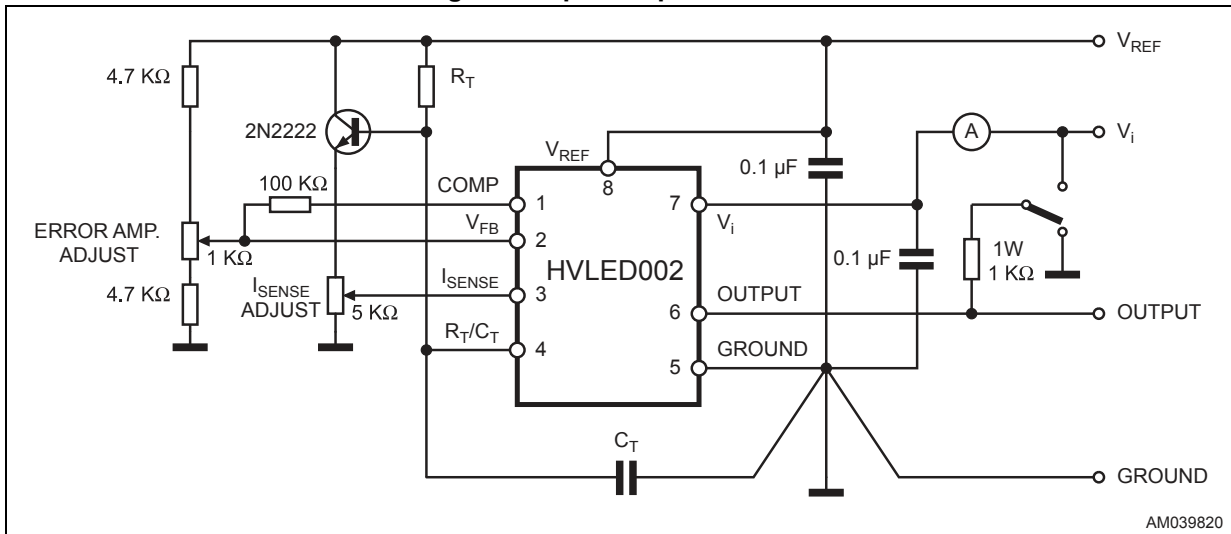 V_REF
4.7 KΩ
R_T
2N2222
A
V_i
V_REF
8
0.1 µF
100 KΩ
COMP
1
7
V_i
ERROR AMP.
ADJUST
1 KΩ
V_FB
2
HVLED002
0.1 µF
1W
1 KΩ
4.7 KΩ
I_SENSE
ADJUST
5 KΩ
I_SENSE
3
OUTPUT
6
OUTPUT
R_T/C_T
4
GROUND
5
C_T
GROUND
AM039820